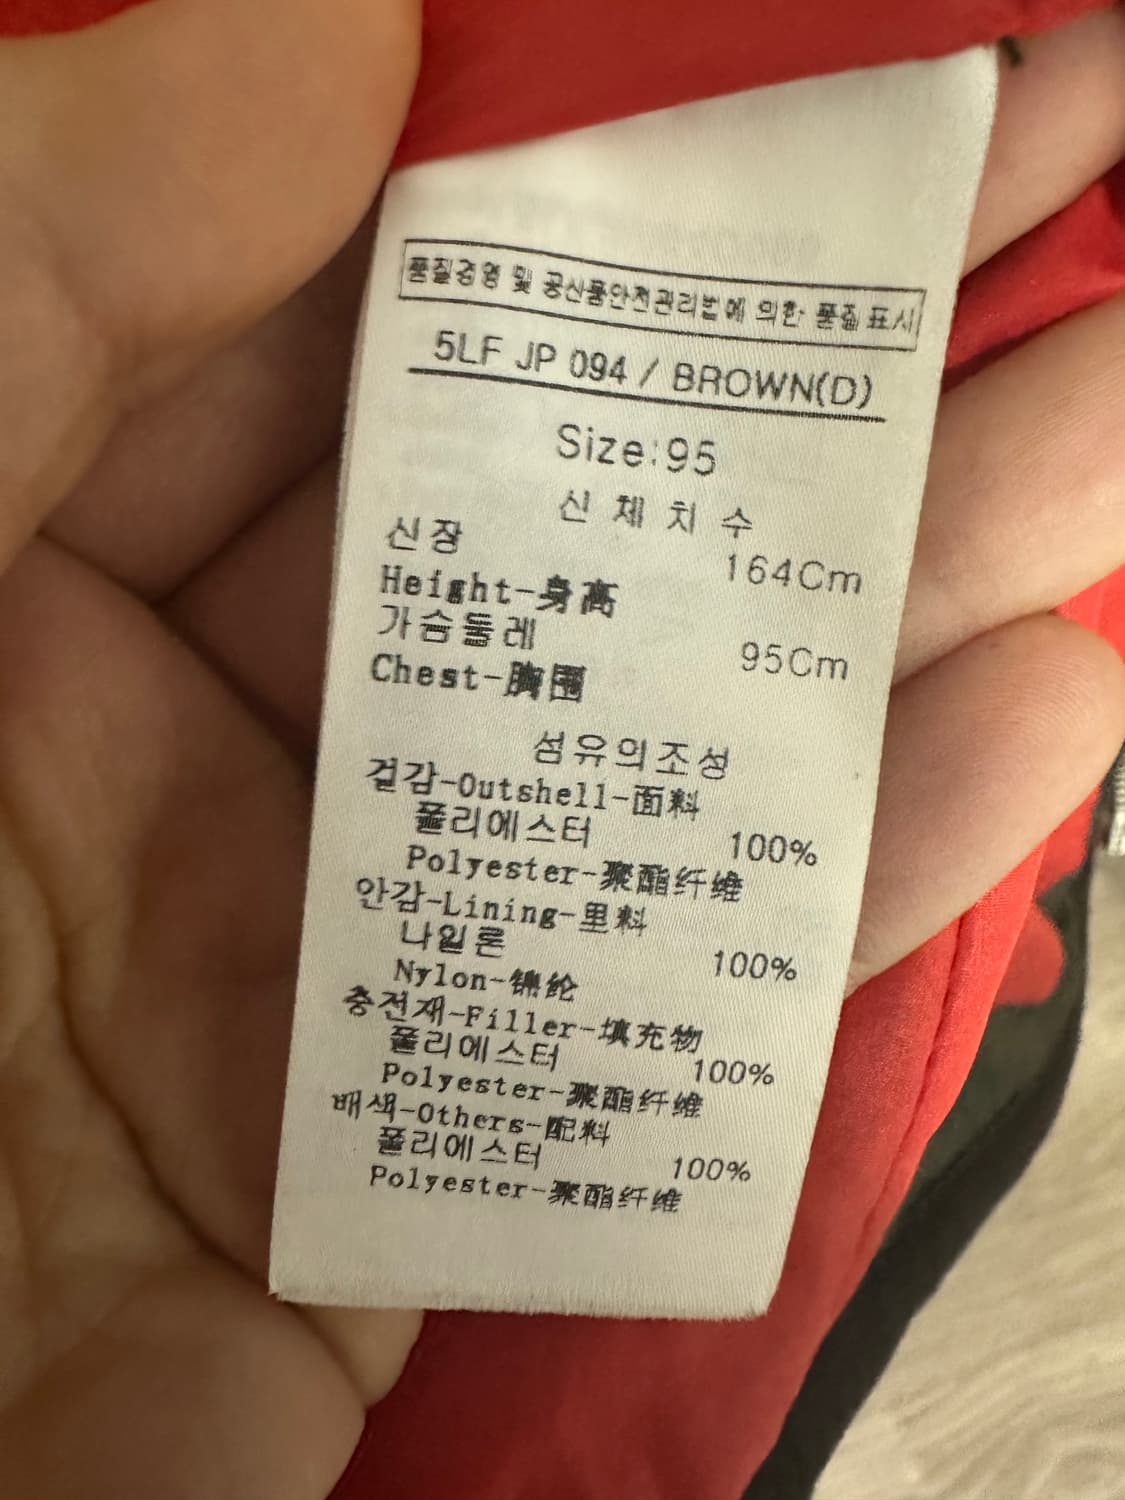 품질경영 및 공산품안전관리법에 의한 품질 표시
5LF JP 094 / BROWN(D)
Size:95
신 체 치 수
신장 164Cm
Height-身高
가슴둘레 95Cm
Chest-胸围
섬유의조성
겉감-Outshell-面料
폴리에스터 100%
Polyester-聚酯纤维
안감-Lining-里料
나일론 100%
Nylon-锦纶
충전재-Filler-填充物
폴리에스터 100%
Polyester-聚酯纤维
배색-Others-配料
폴리에스터 100%
Polyester-聚酯纤维